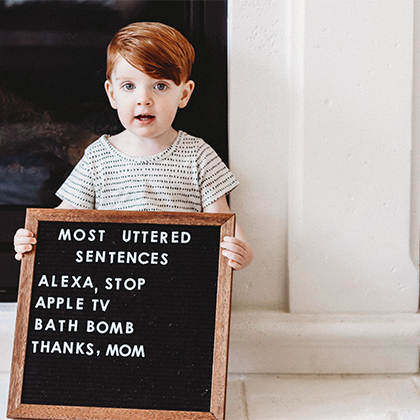 MOST UTTERED
SENTENCES
ALEXA, STOP
APPLE TV
BATH BOMB
THANKS, MOM